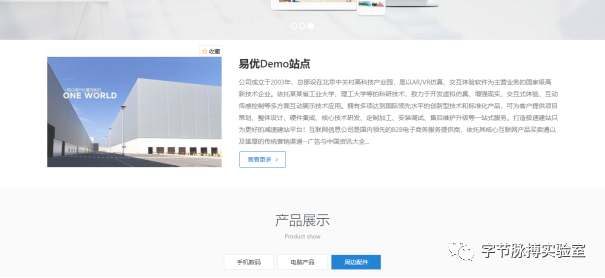 收藏
易优Demo站点
ONE WORLD
公司成立于2003年，总部设在北京中关村高科技产业园，是以AR/VR仿真、交互体验软件为主营业务的国家级高
新技术企业。依托某某省工业大学、理工大学等的科研技术，致力于开发虚拟仿真、增强现实、交互式体验、互动
传感控制等多方面互动展示技术应用。拥有多项达到国际领先水平的创新型技术和标准化产品，可为客户提供项目
策划、整体设计、硬件集成、核心技术研发、定制加工、安装调试、售后维护升级等一站式服务。打造极速建站只
为更好的减速建站平台！互联网信息公司是国内领先的B2B电子商务服务提供商，依托其核心互联网产品买卖通以
及雄厚的传统营销渠道--广告与中国资讯大全...
查看更多 >
产品展示
Product show
手机数码
电脑产品
周边配件
字节脉搏实验室